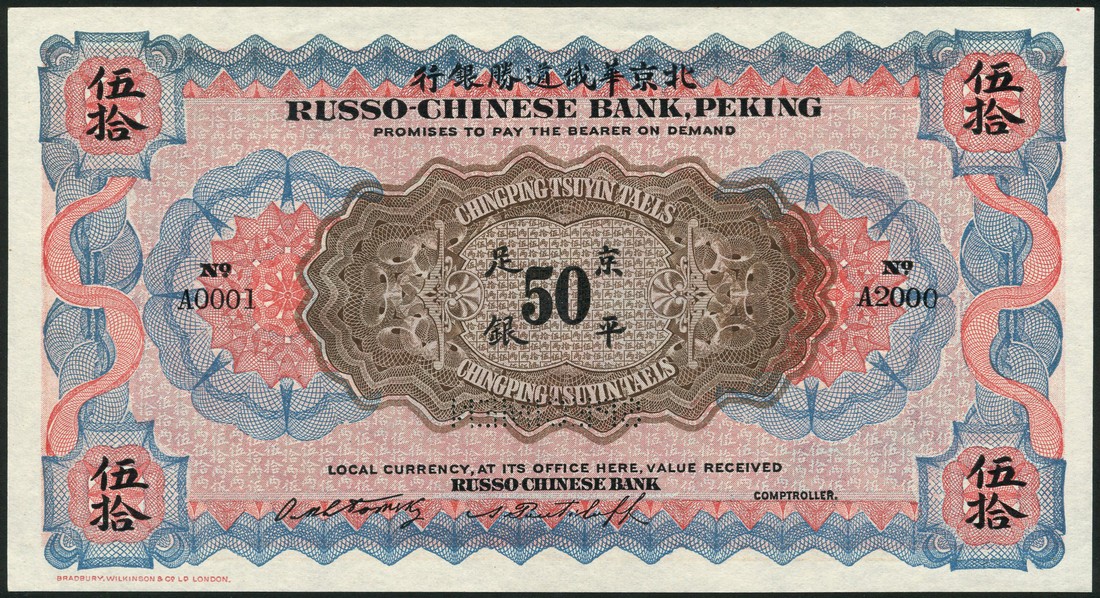 伍拾
北京華俄道勝銀行
伍拾
RUSSO-CHINESE BANK, PEKING
PROMISES TO PAY THE BEARER ON DEMAND
CHINGPING TSUYIN TAELS
京平
足銀
50
Nº
A0001
Nº
A2000
CHINGPING TSUYIN TAELS
LOCAL CURRENCY, AT ITS OFFICE HERE, VALUE RECEIVED
RUSSO-CHINESE BANK
COMPTROLLER.
伍拾
伍拾
BRADBURY, WILKINSON & Cº Lº LONDON.